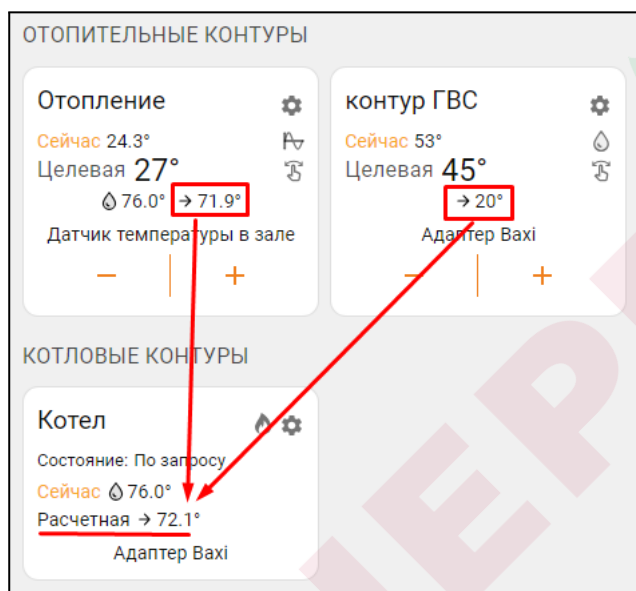 ОТОПИТЕЛЬНЫЕ КОНТУРЫ
Отопление
Сейчас 24.3°
Целевая 27°
76.0° → 71.9°
Датчик температуры в зале
− +
контур ГВС
Сейчас 53°
Целевая 45°
→ 20°
Адаптер Baxi
− +
КОТЛОВЫЕ КОНТУРЫ
Котел
Состояние: По запросу
Сейчас 76.0°
Расчетная → 72.1°
Адаптер Baxi